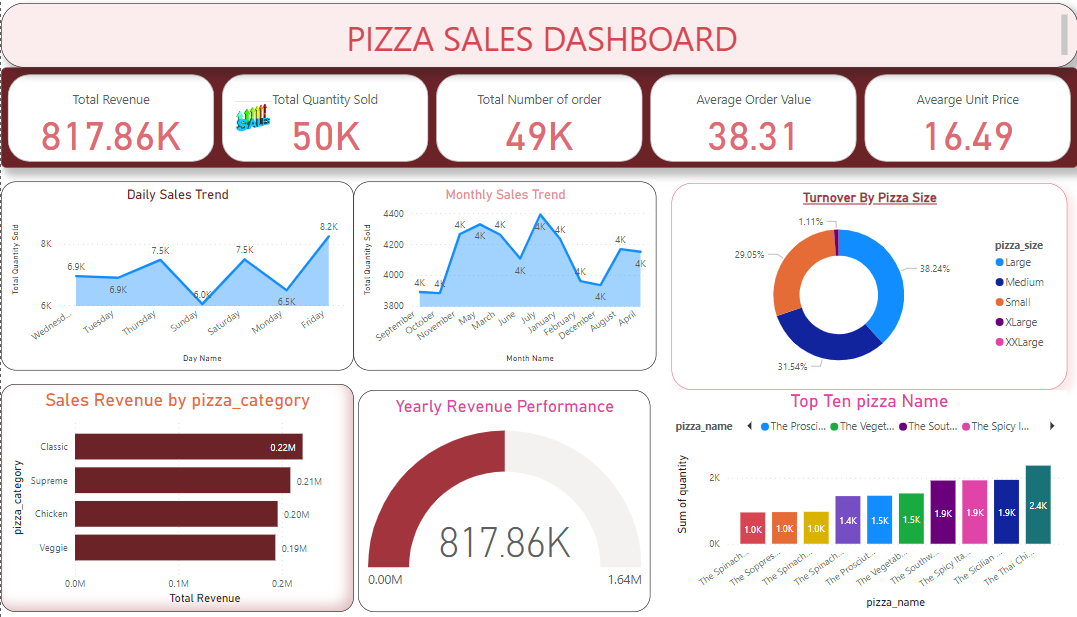 PIZZA SALES DASHBOARD
Total Revenue
817.86K
Total Quantity Sold
50K
SALES
Total Number of order
49K
Average Order Value
38.31
Avearge Unit Price
16.49
Daily Sales Trend
Total Quantity Sold
8K
6K
6.9K
6.9K
7.5K
6.0K
7.5K
6.5K
8.2K
Wednesd...
Tuesday
Thursday
Sunday
Saturday
Monday
Friday
Day Name
Monthly Sales Trend
Total Quantity Sold
4400
4200
4000
3800
4K
4K
4K
4K
4K
4K
4K
4K
4K
4K
4K
4K
September
October
November
May
March
June
July
January
February
December
August
April
Month Name
Turnover By Pizza Size
1.11%
29.05%
38.24%
31.54%
pizza_size
Large
Medium
Small
XLarge
XXLarge
Sales Revenue by pizza_category
pizza_category
Classic
0.22M
Supreme
0.21M
Chicken
0.20M
Veggie
0.19M
0.0M
0.1M
0.2M
Total Revenue
Yearly Revenue Performance
817.86K
0.00M
1.64M
Top Ten pizza Name
pizza_name
The Prosci...
The Veget...
The Sout...
The Spicy I...
Sum of quantity
2K
0K
1.0K
1.0K
1.0K
1.4K
1.5K
1.5K
1.9K
1.9K
1.9K
2.4K
The Spinach...
The Soppres...
The Spinach...
The Spinach...
The Prosciut...
The Vegetab...
The Southw...
The Spicy Ita...
The Sicilian ...
The Thai Chi...
pizza_name